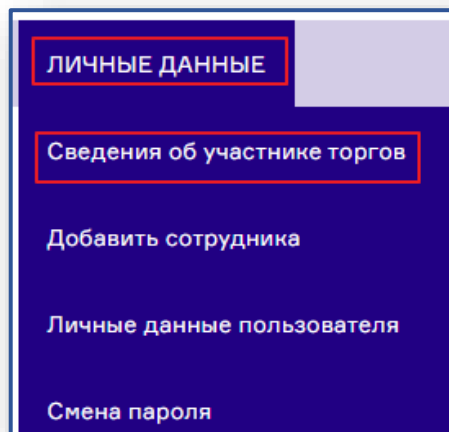 ЛИЧНЫЕ ДАННЫЕ
Сведения об участнике торгов
Добавить сотрудника
Личные данные пользователя
Смена пароля